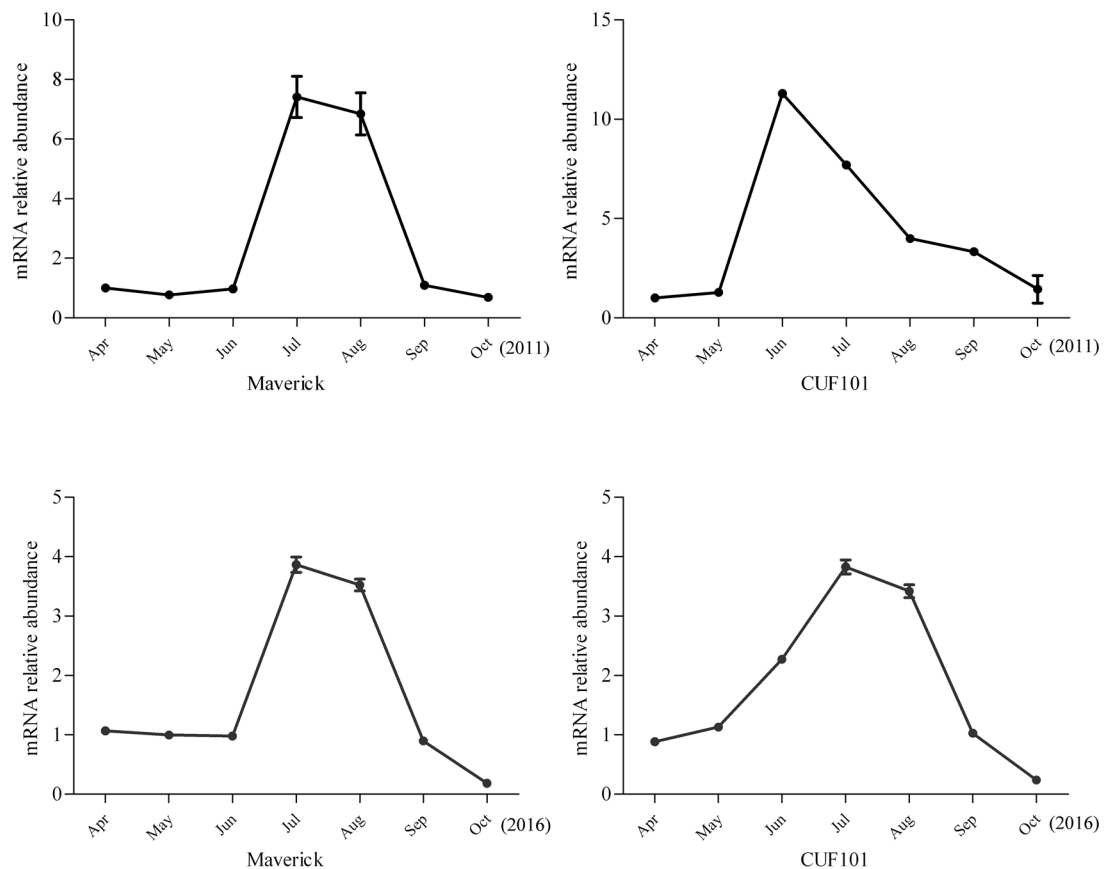 mRNA relative abundance
10
8
6
4
2
0
Apr May Jun Jul Aug Sep Oct (2011)
Maverick
mRNA relative abundance
15
10
5
0
Apr May Jun Jul Aug Sep Oct (2011)
CUF101
mRNA relative abundance
5
4
3
2
1
0
Apr May Jun Jul Aug Sep Oct (2016)
Maverick
mRNA relative abundance
5
4
3
2
1
0
Apr May Jun Jul Aug Sep Oct (2016)
CUF101